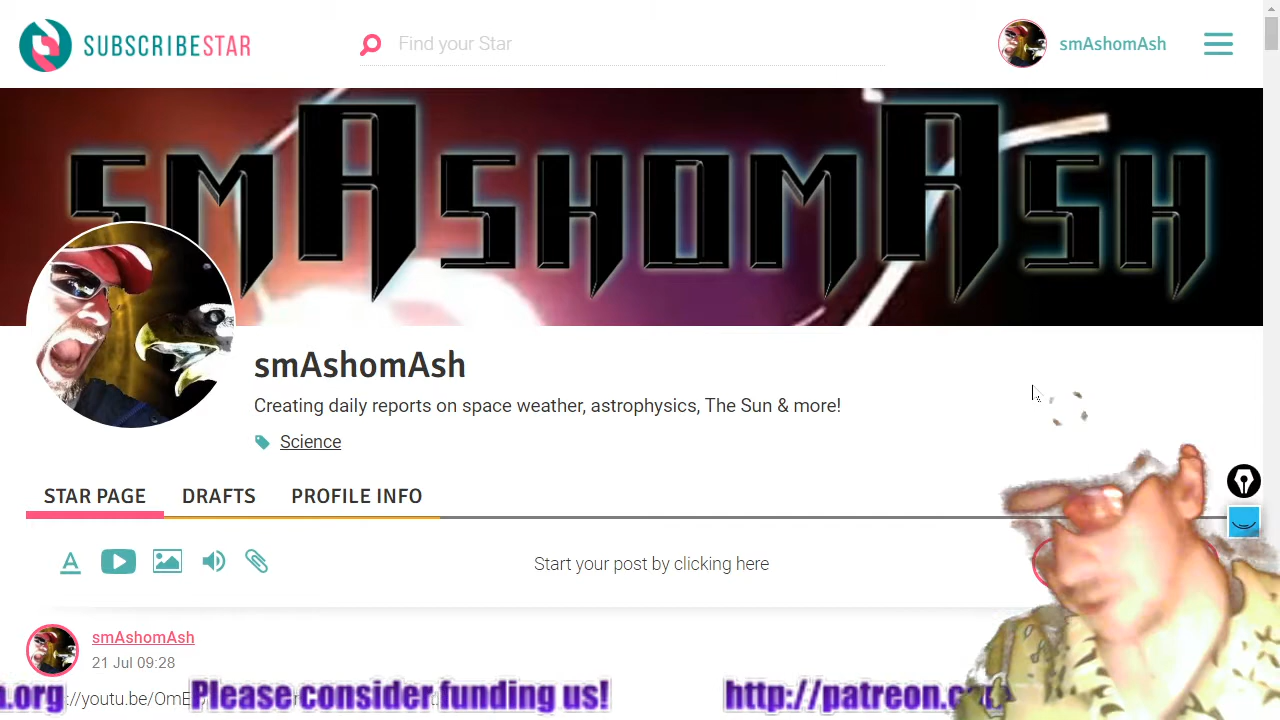 SUBSCRIBESTAR
Find your Star
smAshomAsh
smAshomAsh
smAshomAsh
Creating daily reports on space weather, astrophysics, The Sun & more!
Science
STAR PAGE DRAFTS PROFILE INFO
Start your post by clicking here
smAshomAsh
21 Jul 09:28
Please consider funding us!